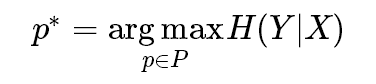 p* = arg max H(Y|X)
p∈P